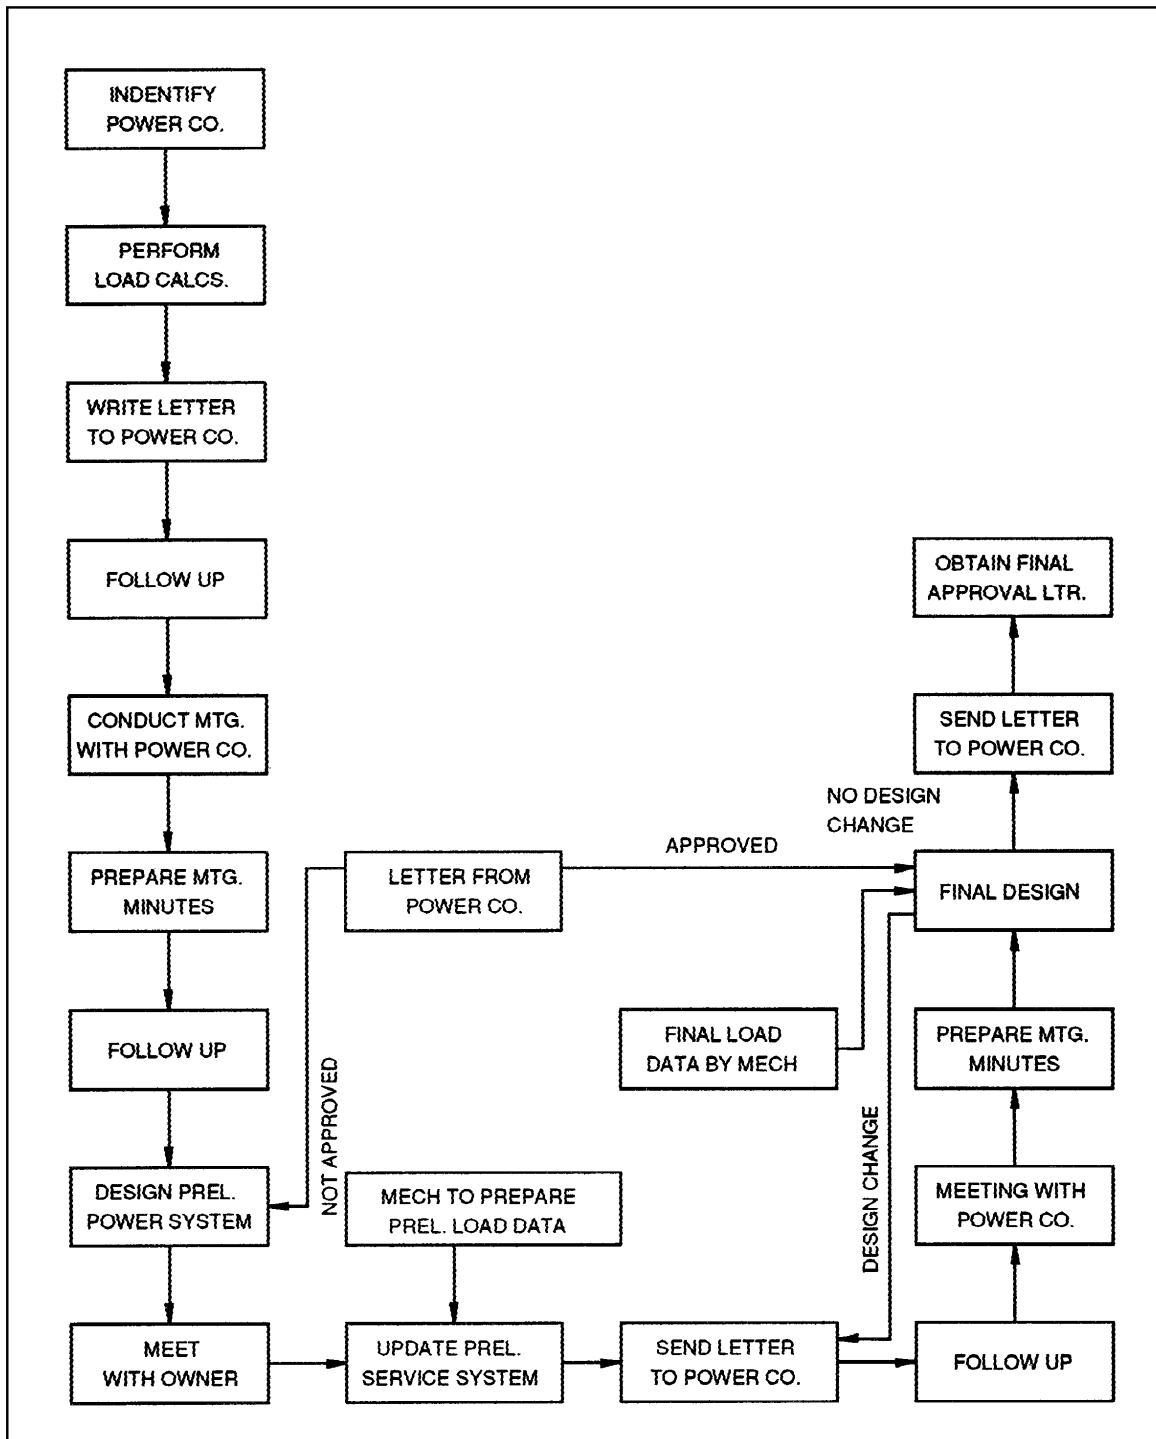 INDENTIFY
POWER CO.
PERFORM
LOAD CALCS.
WRITE LETTER
TO POWER CO.
FOLLOW UP
CONDUCT MTG.
WITH POWER CO.
PREPARE MTG.
MINUTES
FOLLOW UP
DESIGN PREL.
POWER SYSTEM
MEET
WITH OWNER
LETTER FROM
POWER CO.
NOT APPROVED
APPROVED
MECH TO PREPARE
PREL. LOAD DATA
UPDATE PREL.
SERVICE SYSTEM
FINAL LOAD
DATA BY MECH
SEND LETTER
TO POWER CO.
DESIGN CHANGE
NO DESIGN
CHANGE
OBTAIN FINAL
APPROVAL LTR.
SEND LETTER
TO POWER CO.
FINAL DESIGN
PREPARE MTG.
MINUTES
MEETING WITH
POWER CO.
FOLLOW UP